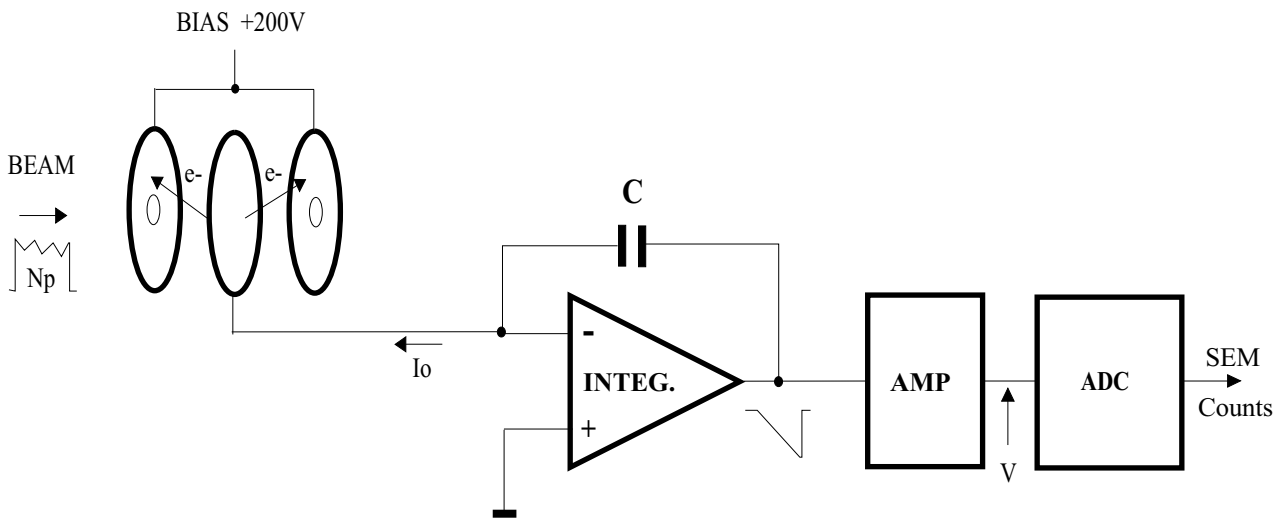 BIAS +200V
BEAM
e-
e-
Np
C
Io
-
INTEG.
+
AMP
V
ADC
SEM
Counts